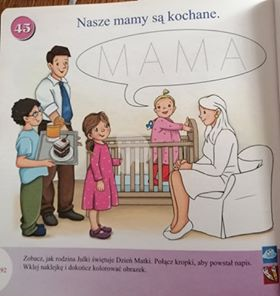 45
Nasze mamy są kochane.
MAMA
Zobacz, jak rodzina Julki świętuje Dzień Matki. Połącz kropki, aby powstał napis.
Wklej naklejkę i dokończ kolorować obrazek.
92